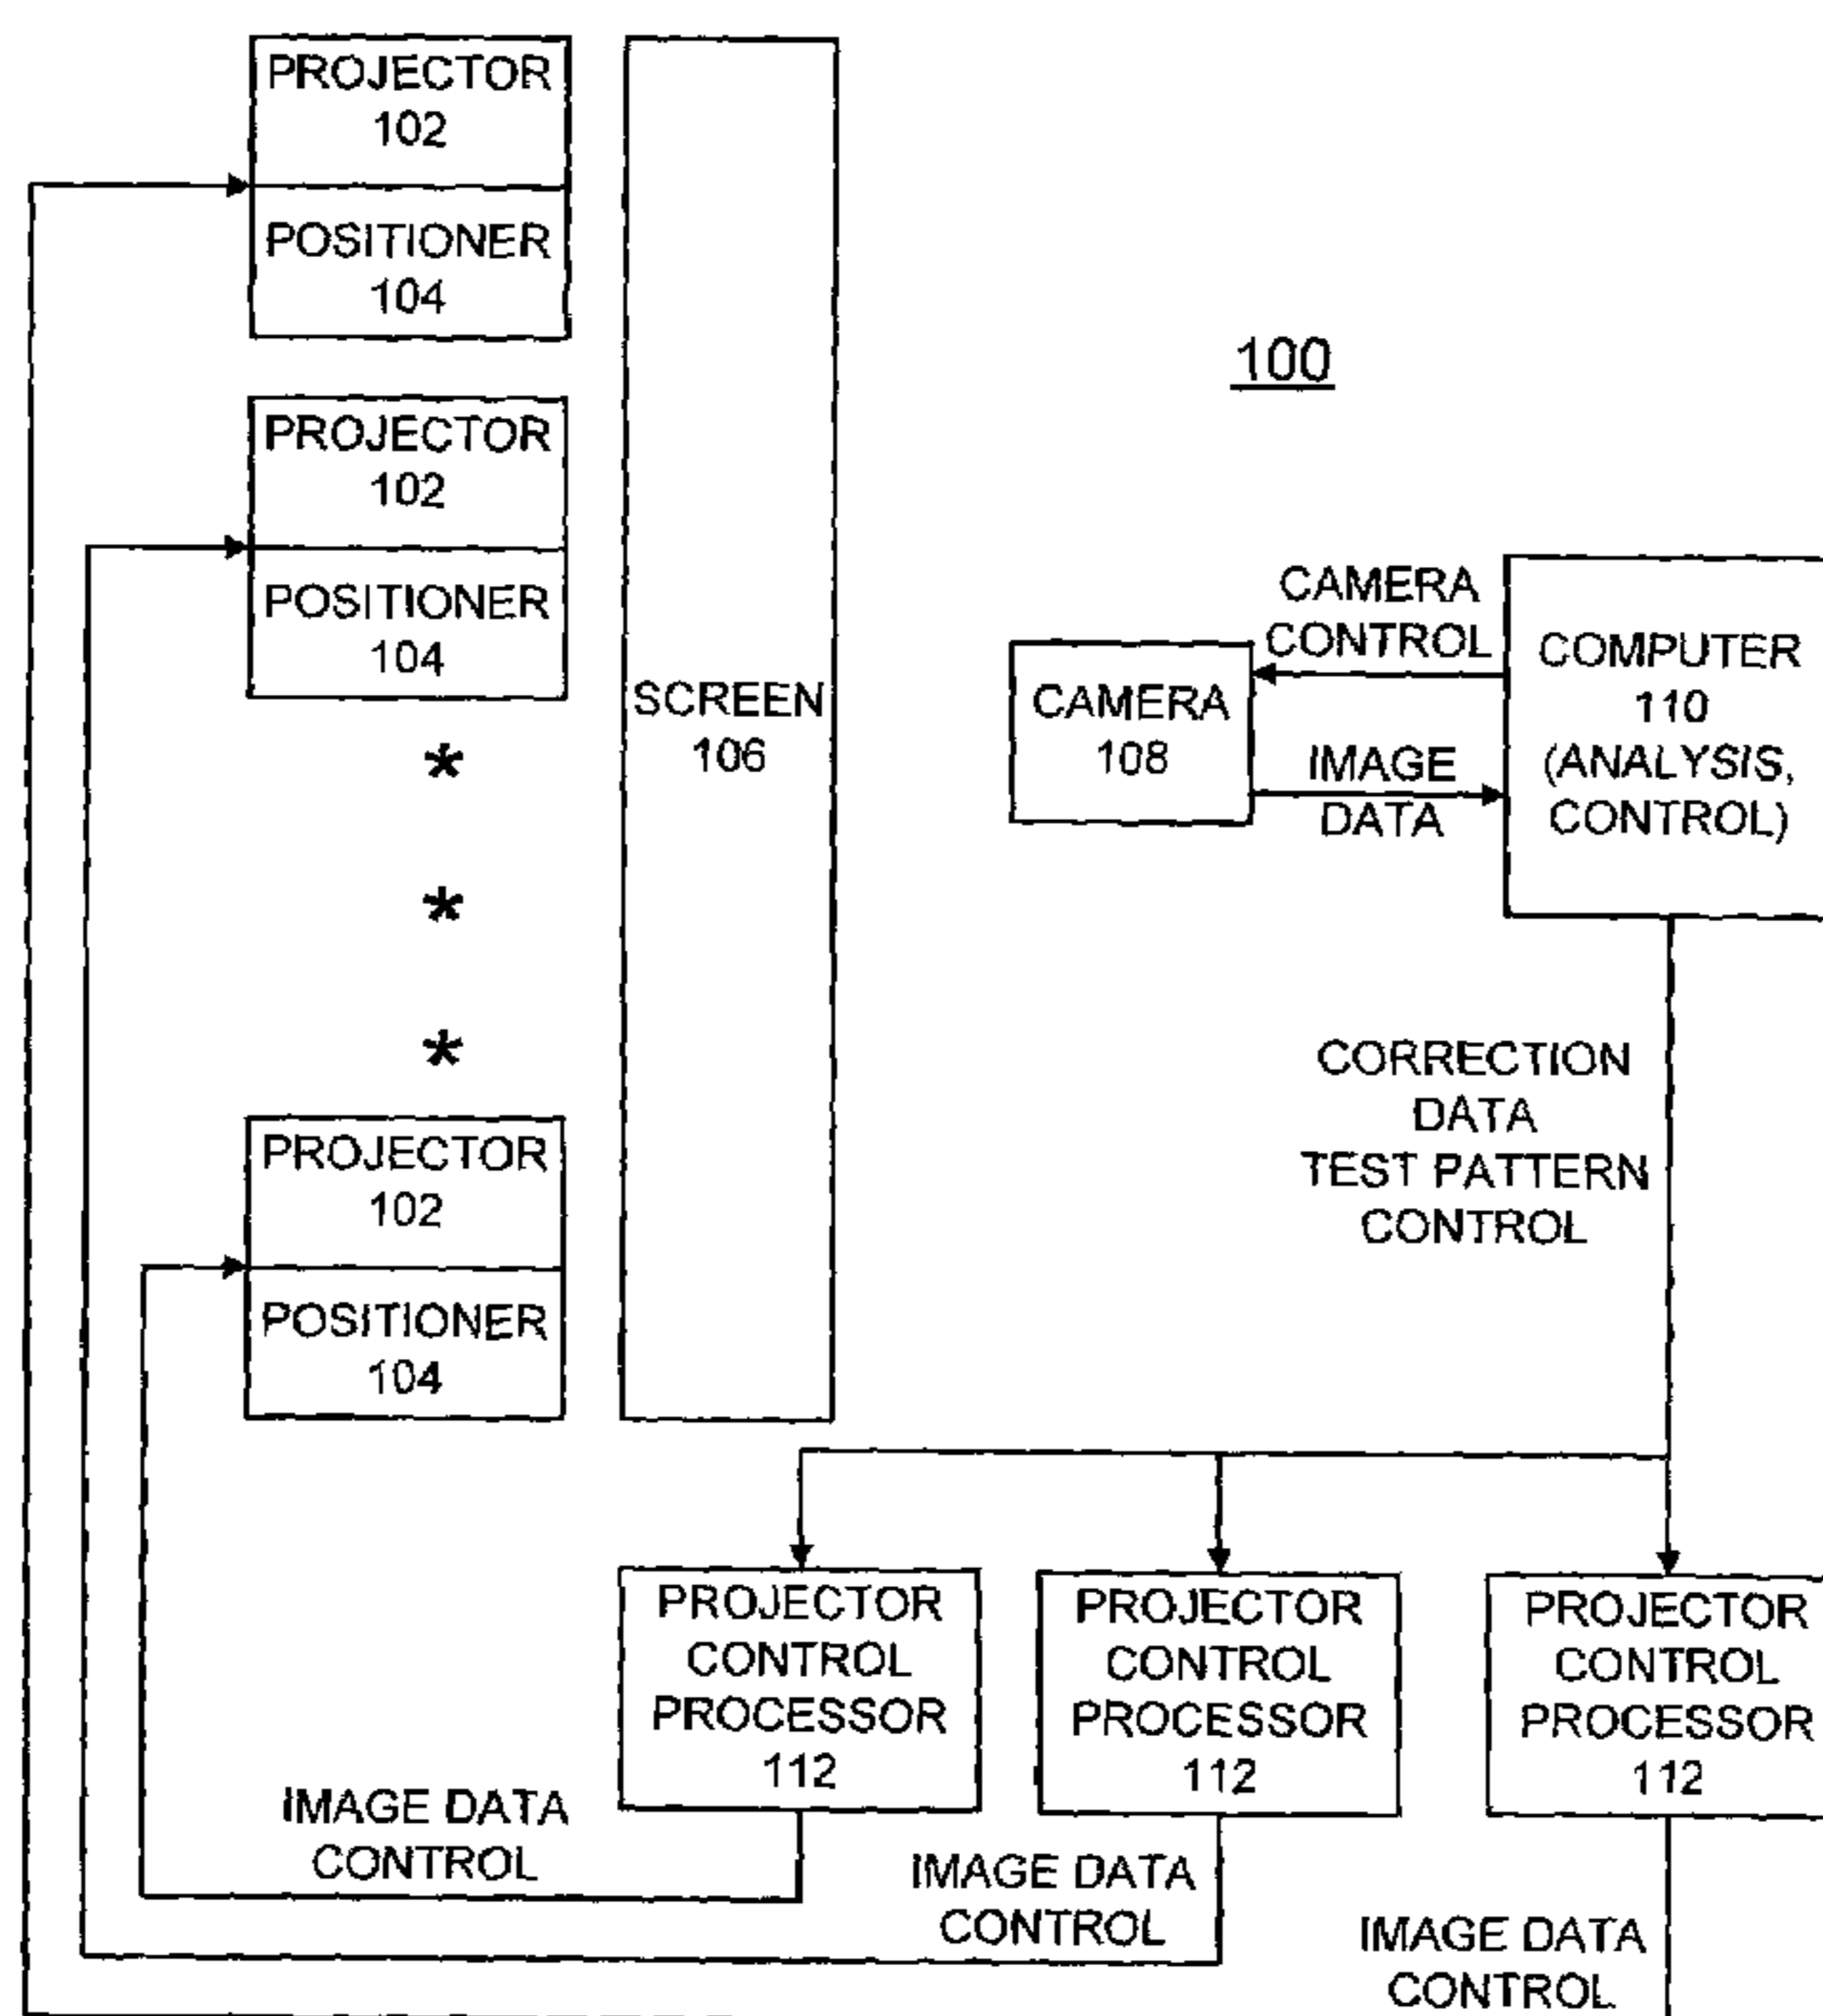 PROJECTOR
102
POSITIONER
104
PROJECTOR
102
POSITIONER
104
*
*
*
PROJECTOR
102
POSITIONER
104
SCREEN
106
100
CAMERA
108
CAMERA
CONTROL
IMAGE
DATA
COMPUTER
110
(ANALYSIS,
CONTROL)
CORRECTION
DATA
TEST PATTERN
CONTROL
PROJECTOR
CONTROL
PROCESSOR
112
PROJECTOR
CONTROL
PROCESSOR
112
PROJECTOR
CONTROL
PROCESSOR
112
IMAGE DATA
CONTROL
IMAGE DATA
CONTROL
IMAGE DATA
CONTROL